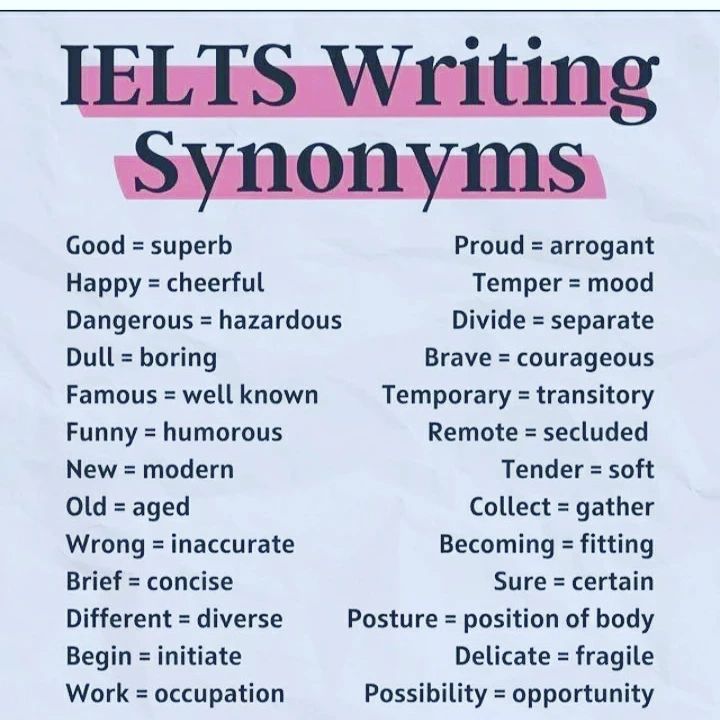 IELTS Writing
Synonyms
Good = superb
Happy = cheerful
Dangerous = hazardous
Dull = boring
Famous = well known
Funny = humorous
New = modern
Old = aged
Wrong = inaccurate
Brief = concise
Different = diverse
Begin = initiate
Work = occupation
Proud = arrogant
Temper = mood
Divide = separate
Brave = courageous
Temporary = transitory
Remote = secluded
Tender = soft
Collect = gather
Becoming = fitting
Sure = certain
Posture = position of body
Delicate = fragile
Possibility = opportunity